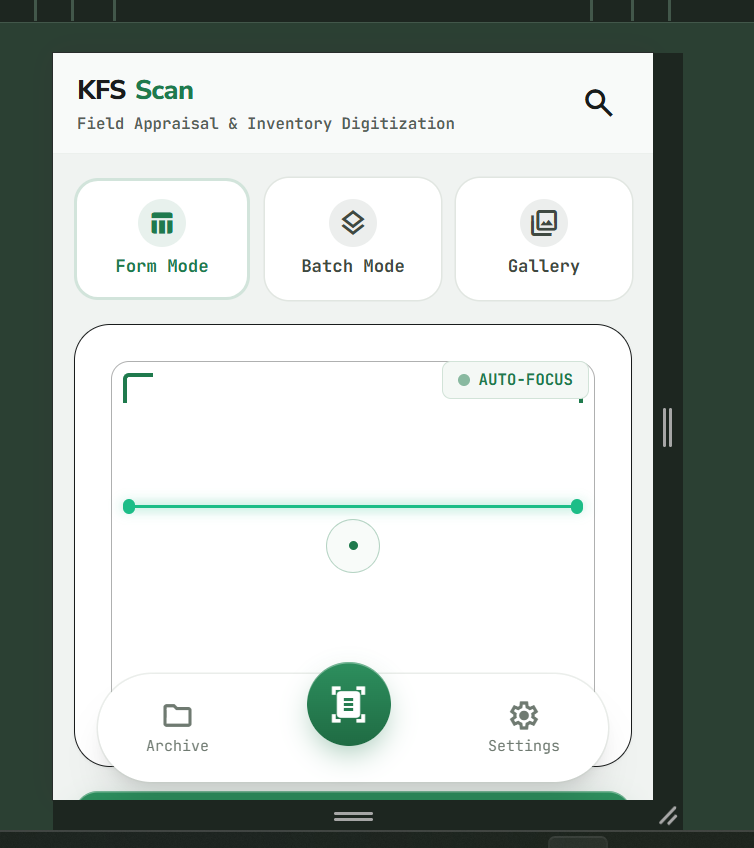 KFS Scan
Field Appraisal & Inventory Digitization
Form Mode
Batch Mode
Gallery
AUTO-FOCUS
Archive
Settings